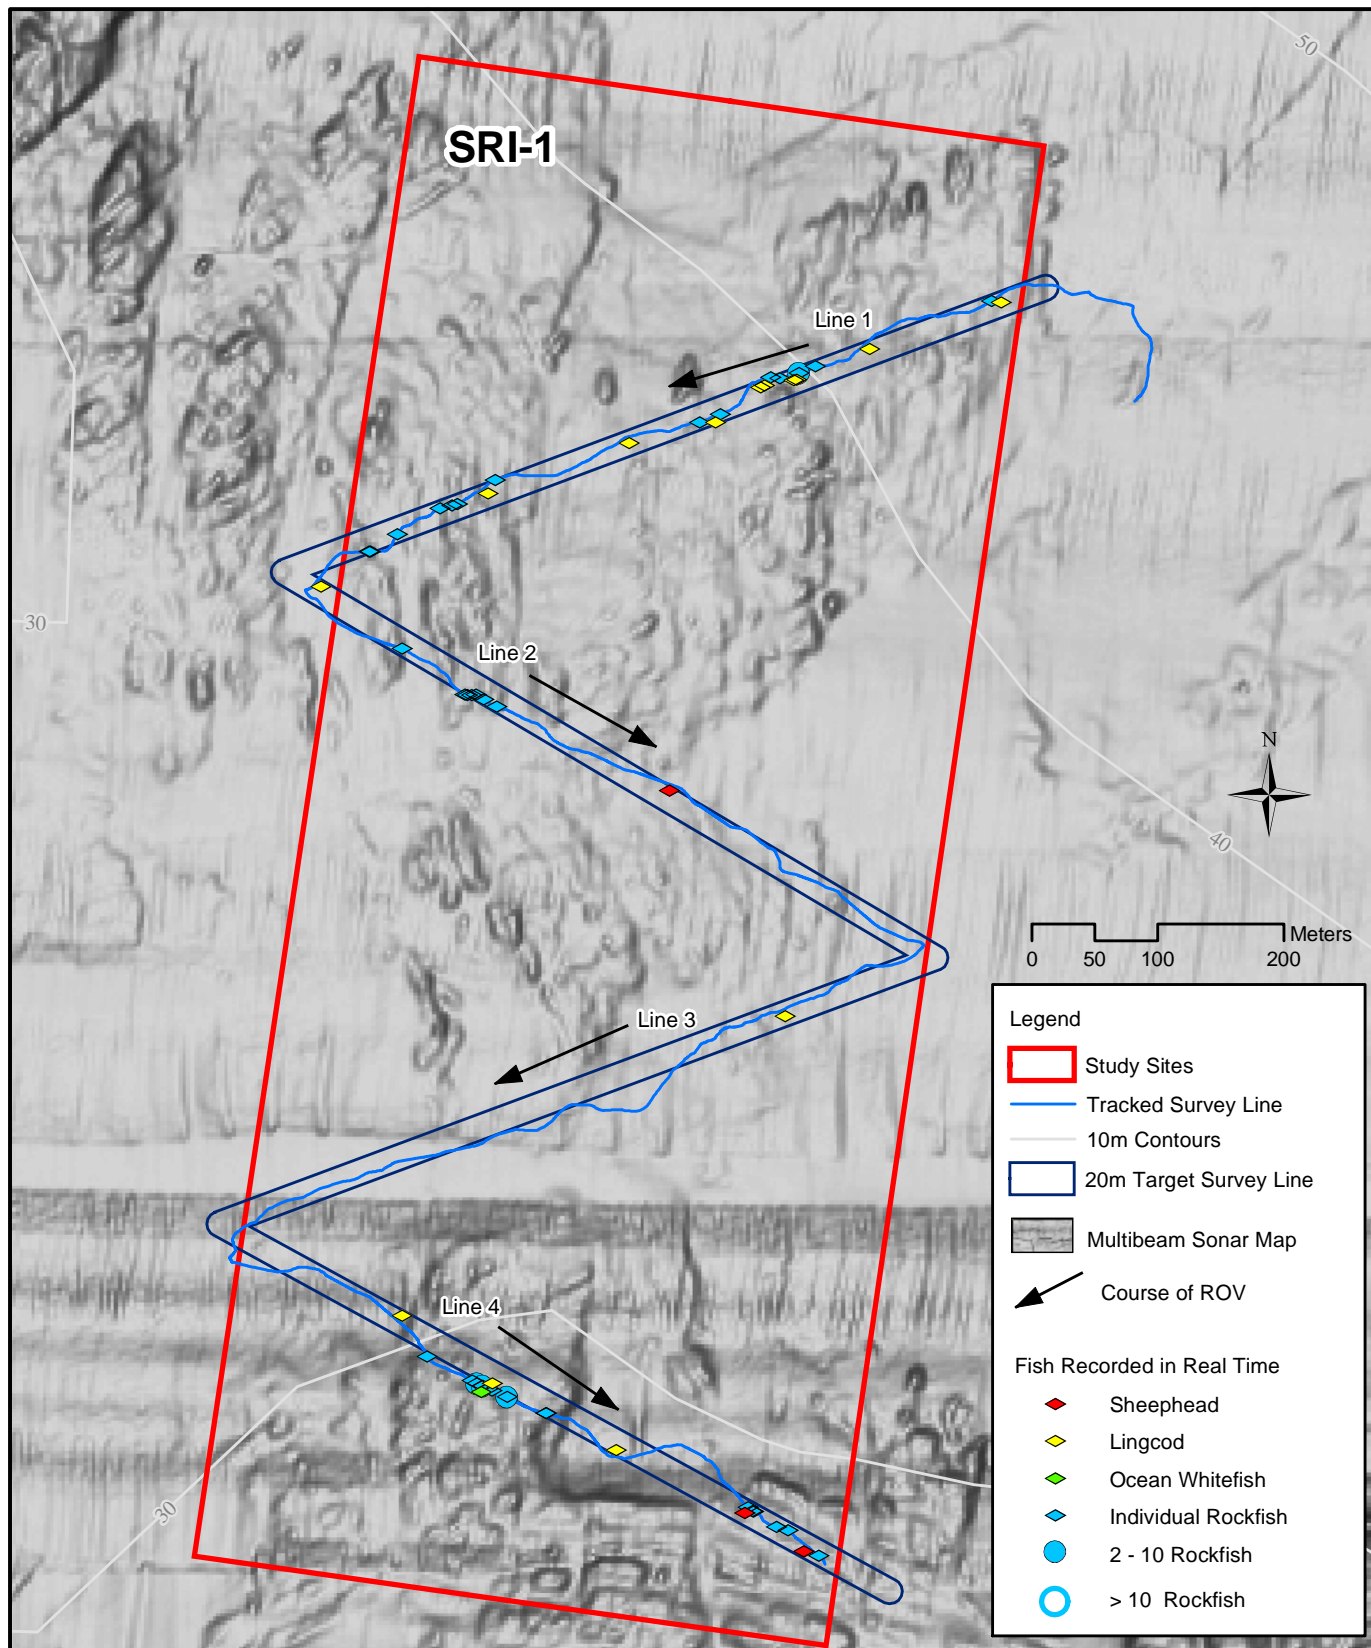 50
SRI-1
Line 1
30
Line 2
N
40
Meters
0 50 100 200
Line 3
Legend
Study Sites
Tracked Survey Line
10m Contours
20m Target Survey Line
Multibeam Sonar Map
Course of ROV
Line 4
Fish Recorded in Real Time
Sheephead
Lingcod
Ocean Whitefish
Individual Rockfish
2 - 10 Rockfish
> 10 Rockfish
30